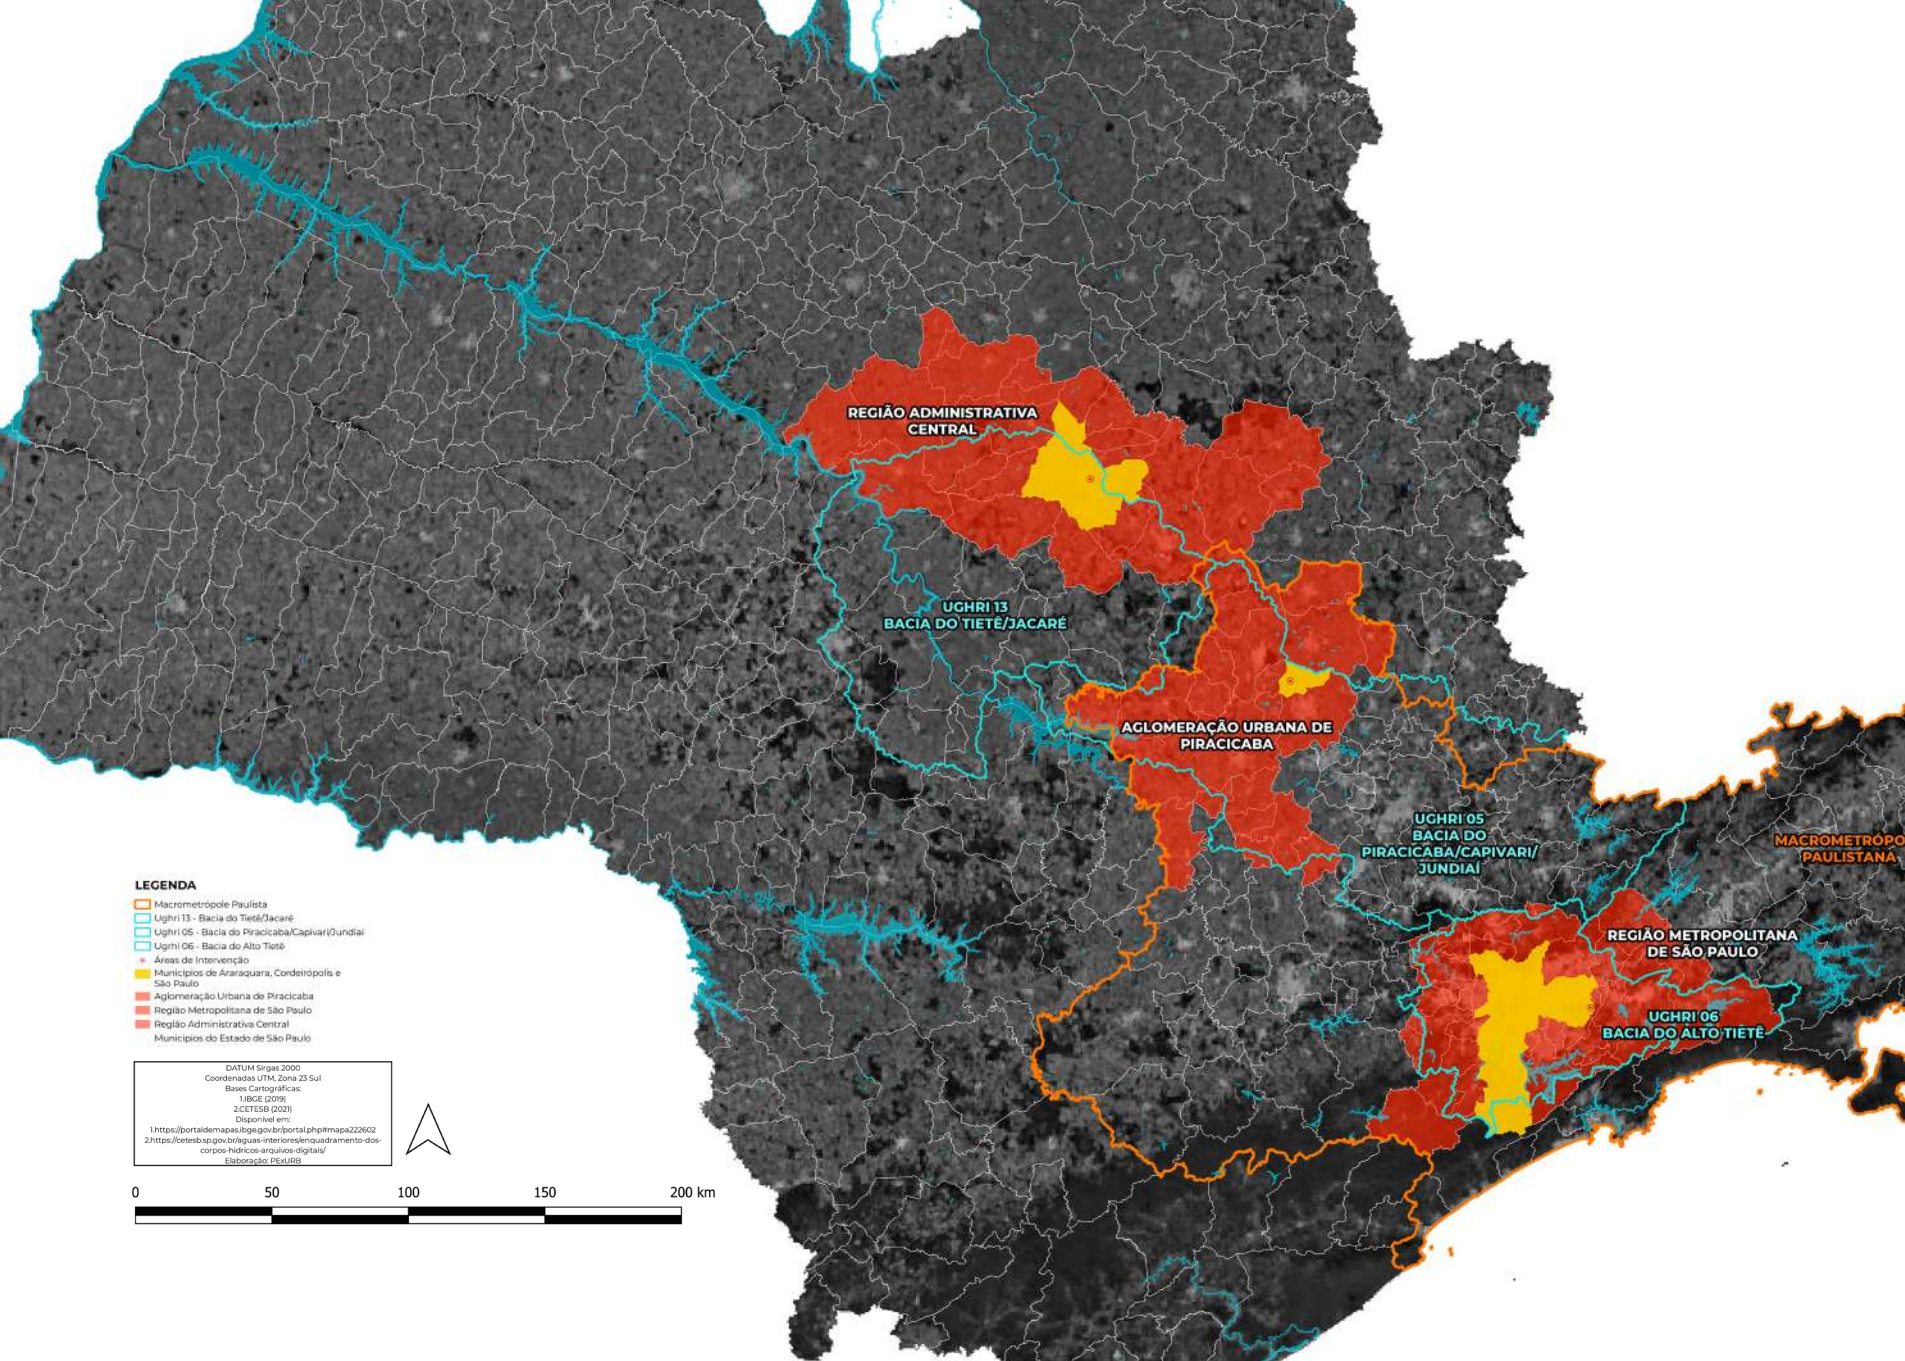 REGIÃO ADMINISTRATIVA
CENTRAL
UGHRI 13
BACIA DO TIETÊ/JACARÉ
AGLOMERAÇÃO URBANA DE
PIRACICABA
UGHRI 05
BACIA DO
PIRACICABA/CAPIVARI/
JUNDIAÍ
MACROMETRÓPO
PAULISTANA
REGIÃO METROPOLITANA
DE SÃO PAULO
UGHRI 06
BACIA DO ALTO TIETÊ
LEGENDA
Macrometrópole Paulista
Ughri 13 - Bacia do Tietê/Jacaré
Ughri 05 - Bacia do Piracicaba/Capivari/Jundiaí
Ugrhi 06 - Bacia do Alto Tietê
Áreas de Intervenção
Municípios de Araraquara, Cordeirópolis e
São Paulo
Aglomeração Urbana de Piracicaba
Região Metropolitana de São Paulo
Região Administrativa Central
Municípios do Estado de São Paulo
DATUM Sirgas 2000
Coordenadas UTM, Zona 23 Sul
Bases Cartográficas:
1.IBGE (2019)
2.CETESB (2021)
Disponível em:
1.https://portaldemapas.ibge.gov.br/portal.php#mapa222602
2.https://cetesb.sp.gov.br/aguas-interiores/enquadramento-dos-
corpos-hidricos-arquivos-digitais/
Elaboração: PExURB
0 50 100 150 200 km